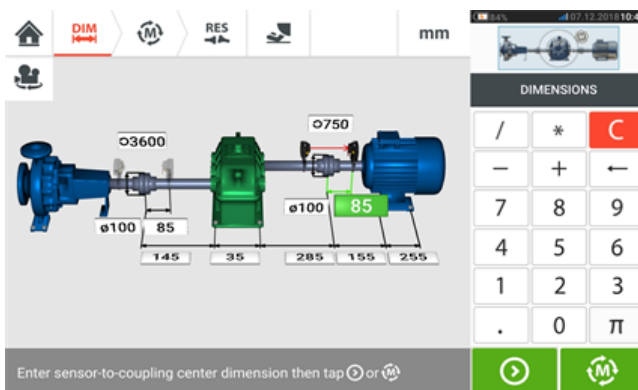 DIM
M
RES
mm
84%
07.12.2018 10:4
DIMENSIONS
3600
750
ø100
85
ø100
85
145
35
285
155
255
/
*
C
−
+
←
7
8
9
4
5
6
1
2
3
.
0
π
Enter sensor-to-coupling center dimension then tap or M
M